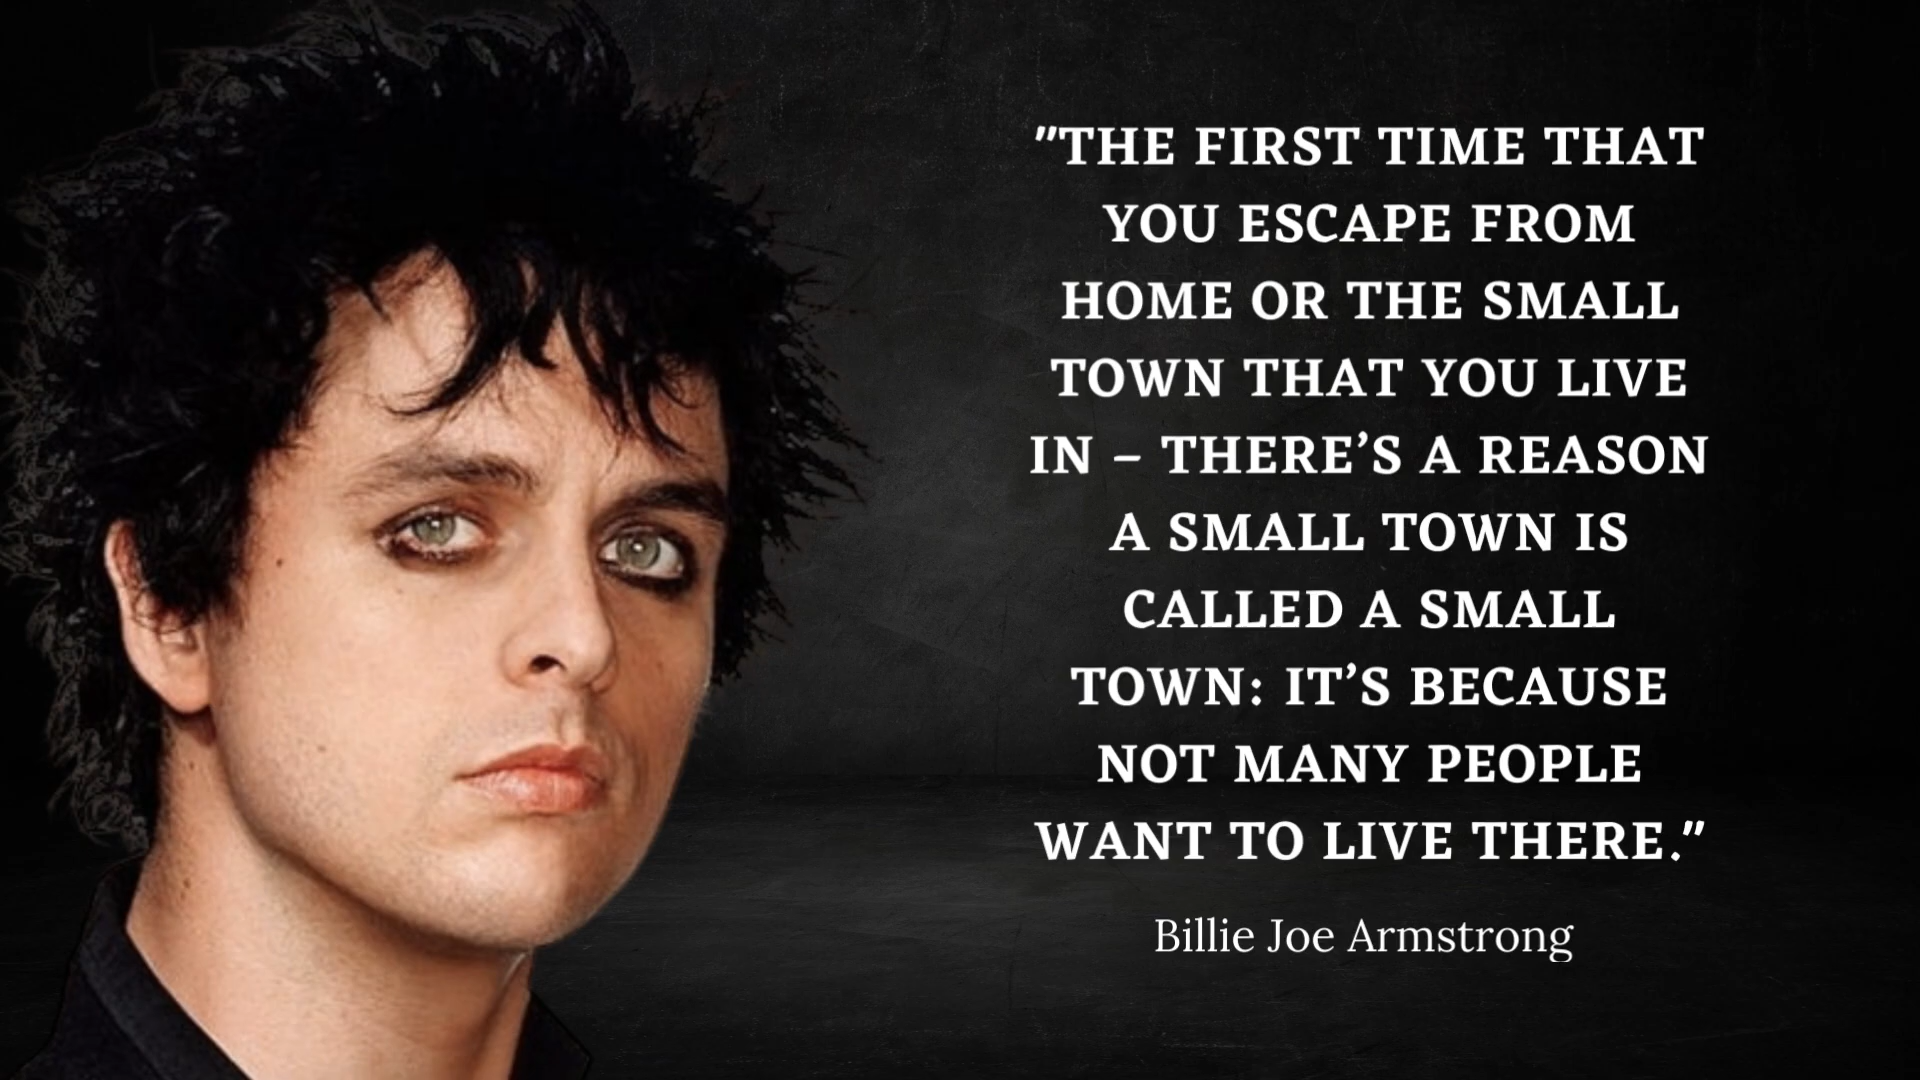 "THE FIRST TIME THAT
YOU ESCAPE FROM
HOME OR THE SMALL
TOWN THAT YOU LIVE
IN – THERE’S A REASON
A SMALL TOWN IS
CALLED A SMALL
TOWN: IT’S BECAUSE
NOT MANY PEOPLE
WANT TO LIVE THERE."
Billie Joe Armstrong